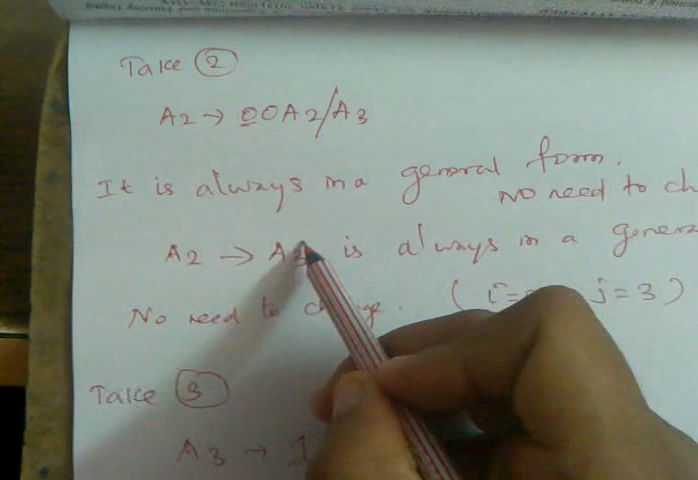 Take ②
A2 → 00A2/A3
It is always in a general form.
No need to ch
A2 → A3 is always in a genera
No need to change. (i= j=3)
Take ③
A3 → 1